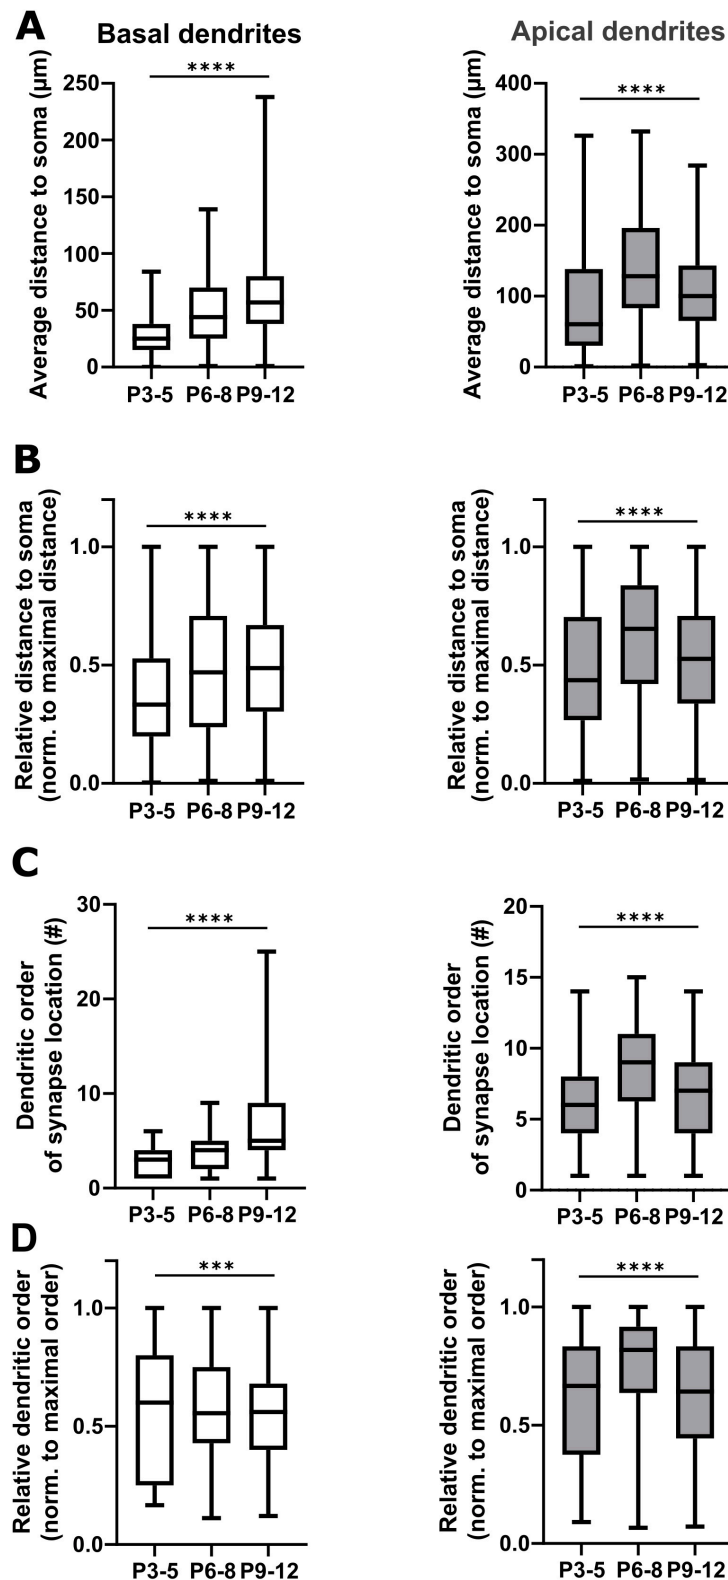 A
Basal dendrites
Apical dendrites
Average distance to soma (µm)
250
200
150
100
50
0
****
P3-5 P6-8 P9-12
Average distance to soma (µm)
400
300
200
100
0
****
P3-5 P6-8 P9-12
B
Relative distance to soma
(norm. to maximal distance)
1.0
0.5
0.0
****
P3-5 P6-8 P9-12
Relative distance to soma
(norm. to maximal distance)
1.0
0.5
0.0
****
P3-5 P6-8 P9-12
C
Dendritic order
of synapse location (#)
30
20
10
0
****
P3-5 P6-8 P9-12
Dendritic order
of synapse location (#)
20
15
10
5
0
****
P3-5 P6-8 P9-12
D
Relative dendritic order
(norm. to maximal order)
1.0
0.5
0.0
***
P3-5 P6-8 P9-12
Relative dendritic order
(norm. to maximal order)
1.0
0.5
0.0
****
P3-5 P6-8 P9-12